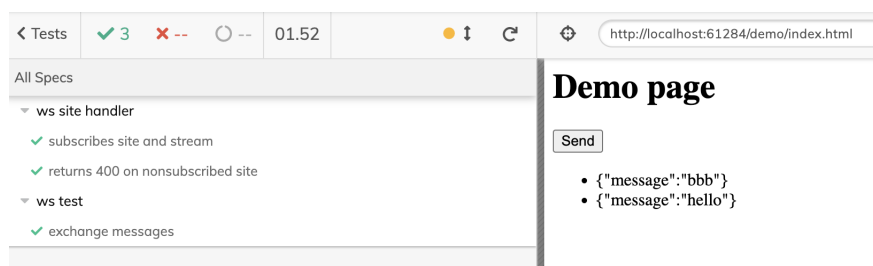 Tests 3 -- -- 01.52
http://localhost:61284/demo/index.html
All Specs
ws site handler
subscribes site and stream
returns 400 on nonsubscribed site
ws test
exchange messages
Demo page
Send
{"message":"bbb"}
{"message":"hello"}